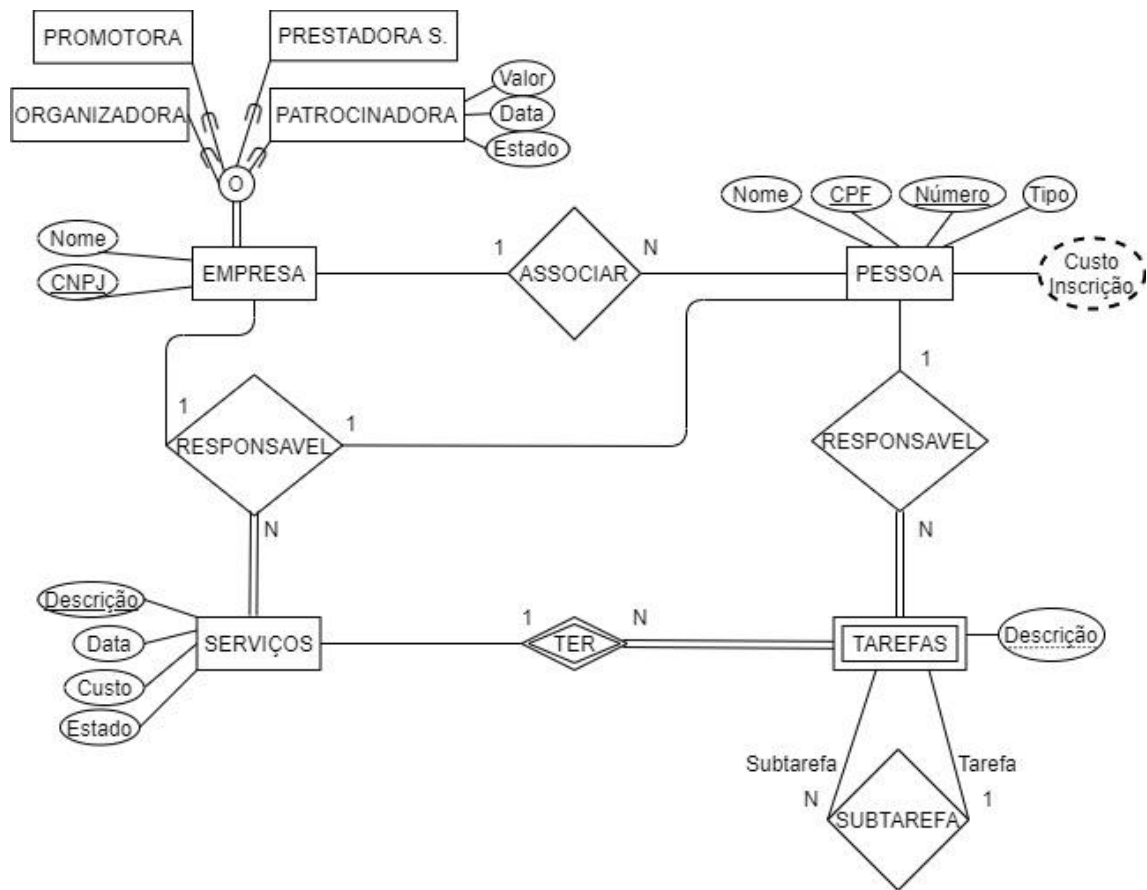 PROMOTORA
PRESTADORA S.
ORGANIZADORA
PATROCINADORA
Valor
Data
Estado
O
Nome
CNPJ
EMPRESA
1
ASSOCIAR
N
Nome
CPF
Número
Tipo
PESSOA
Custo
Inscrição
1
RESPONSAVEL
1
N
1
RESPONSAVEL
N
Descrição
Data
Custo
Estado
SERVIÇOS
1
TER
N
TAREFAS
Descrição
Subtarefa
N
Tarefa
1
SUBTAREFA